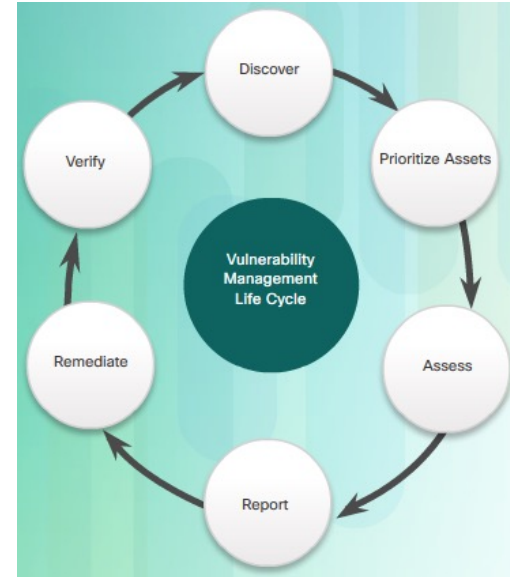 Discover
Prioritize Assets
Assess
Report
Remediate
Verify
Vulnerability
Management
Life Cycle